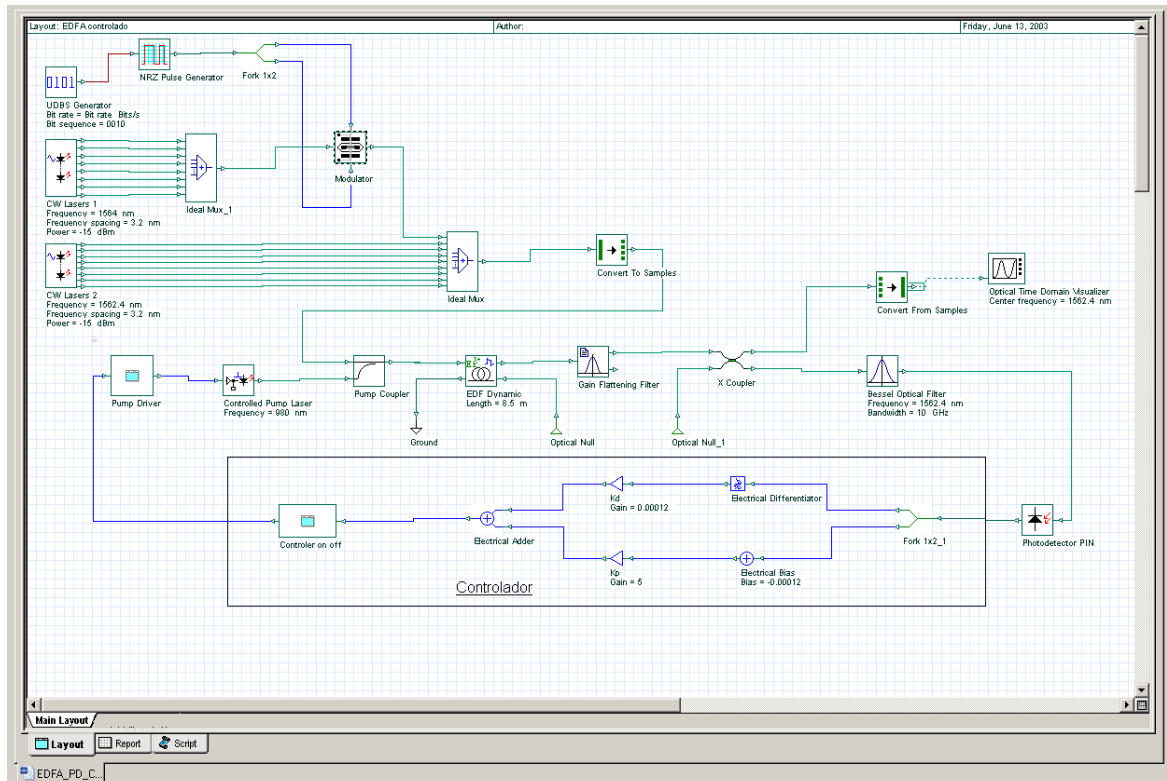 Layout: EDFA controlado
Author:
Friday, June 13, 2003
NRZ Pulse Generator
Fork 1x2
0101
UDBS Generator
Bit rate = Bit rate Bits/s
Bit sequence = 0010
Modulator
CW Lasers 1
Frequency = 1564 nm
Frequency spacing = 3.2 nm
Power = -15 dBm
Ideal Mux_1
CW Lasers 2
Frequency = 1562.4 nm
Frequency spacing = 3.2 nm
Power = -15 dBm
Ideal Mux
Convert To Samples
Convert From Samples
Optical Time Domain Visualizer
Center frequency = 1562.4 nm
Pump Driver
Controlled Pump Laser
Frequency = 980 nm
Pump Coupler
EDF Dynamic
Length = 8.5 m
Gain Flattening Filter
X Coupler
Bessel Optical Filter
Frequency = 1562.4 nm
Bandwidth = 10 GHz
Ground
Optical Null
Optical Null_1
Kd
Gain = 0.00012
Electrical Differentiator
Controler on off
Electrical Adder
Kp
Gain = 5
Electrical Bias
Bias = -0.00012
Fork 1x2_1
Photodetector PIN
Controlador
Main Layout
Layout
Report
Script
EDFA_PD_C...